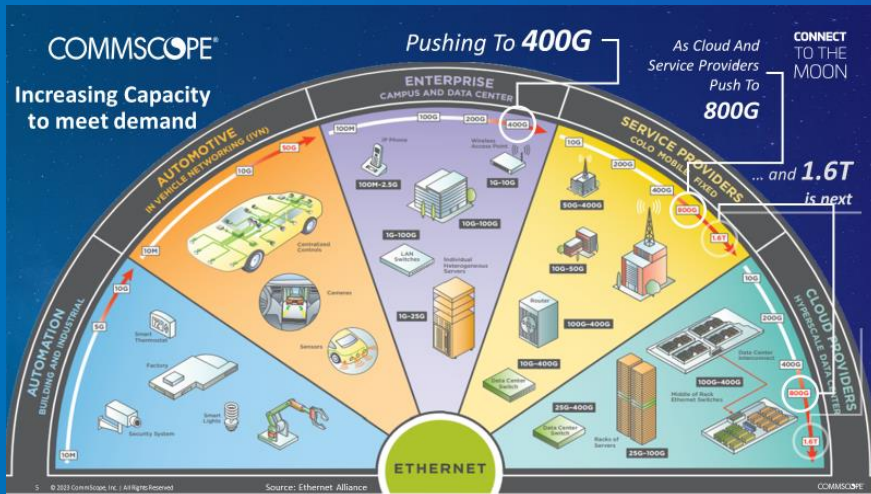 COMMSCOPE®
Increasing Capacity
to meet demand
Pushing To 400G
As Cloud And
Service Providers
Push To
800G
... and 1.6T
is next
CONNECT
TO THE
MOON
AUTOMATION
BUILDING AND INDUSTRIAL
10M
5G
10G
Smart
Thermostat
Factory
Security System
Smart
Lights
AUTOMOTIVE
IN VEHICLE NETWORKING (IVN)
10M
10G
50G
Centralized
Controls
Cameras
Sensors
ENTERPRISE
CAMPUS AND DATA CENTER
100M
100G
200G
400G
IP Phone
100M-2.5G
Wireless
Access Point
1G-10G
10G-100G
1G-100G
LAN
Switches
Individual
Heterogeneous
Servers
1G-25G
SERVICE PROVIDERS
COLO MOBILE FIXED
10G
200G
400G
800G
1.6T
50G-400G
10G-50G
Router
100G-400G
10G-400G
Data Center
Switch
CLOUD PROVIDERS
HYPERSCALE DATA CENTER
10G
200G
400G
800G
1.6T
Data Center
Interconnect
100G-400G
Middle of Rack
Ethernet Switches
25G-400G
Data Center
Switch
Racks of
Servers
25G-100G
ETHERNET
5 © 2023 CommScope, Inc. | All Rights Reserved
Source: Ethernet Alliance
COMMSCOPE